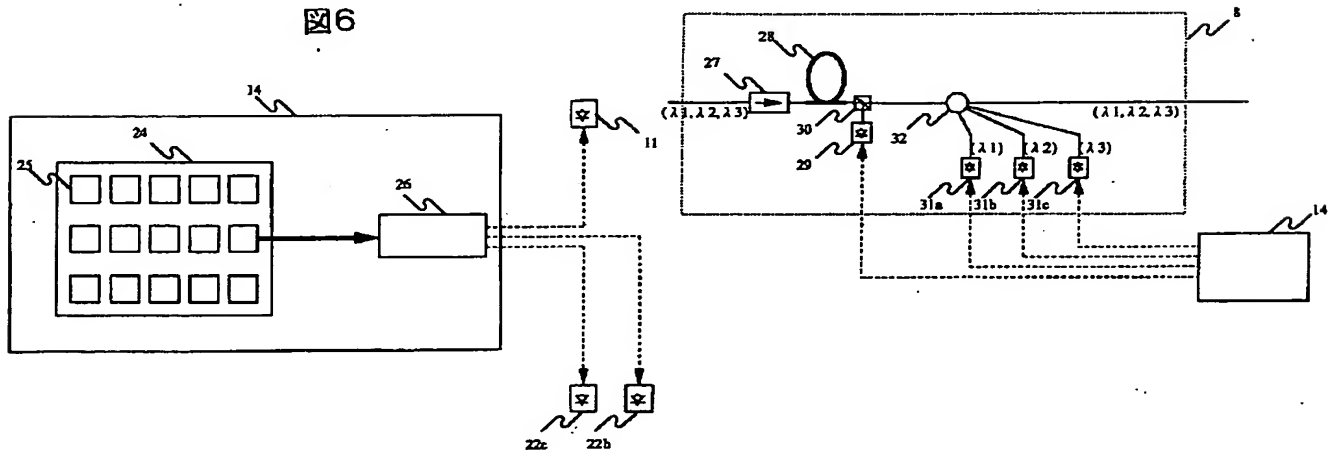 図6
14
24
25
26
11
22c
22b
8
28
27
(λ1, λ2, λ3)
30
29
32
(λ1, λ2, λ3)
(λ1)
(λ2)
(λ3)
31a
31b
31c
14